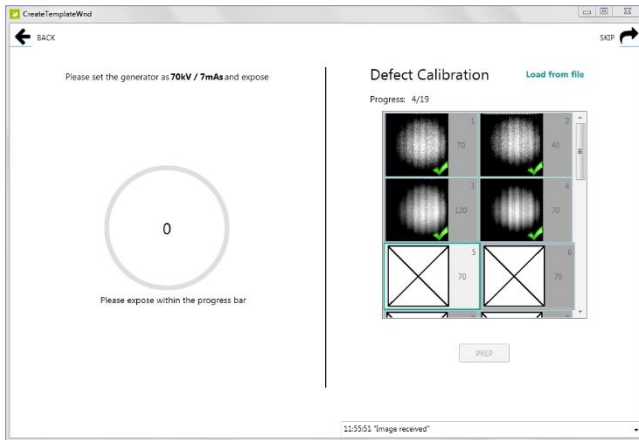 CreateTemplateWnd
BACK
SKIP
Please set the generator as 70kV / 7mAs and expose
0
Please expose within the progress bar
Defect Calibration
Load from file
Progress: 4/19
1
70
2
40
3
120
4
70
5
70
6
70
PREP
11:55:51 "Image received"